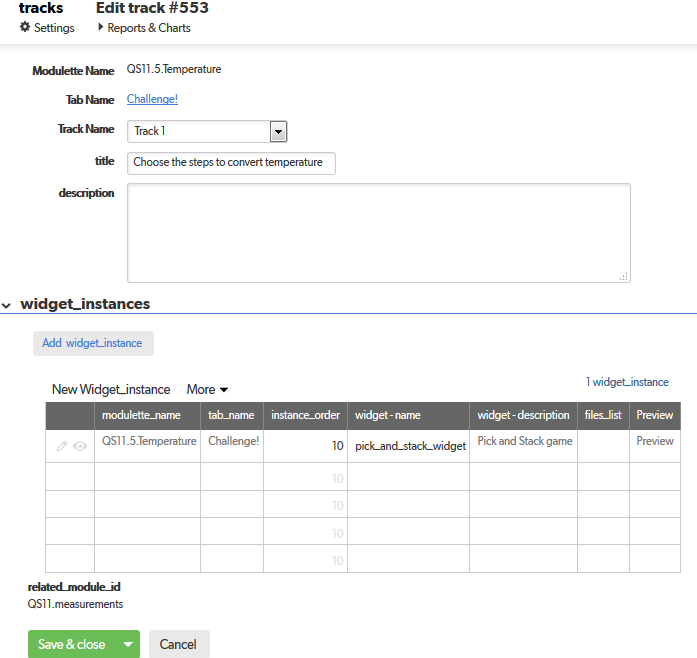 tracks Edit track #553
Settings Reports & Charts
Modulette Name QS11.5.Temperature
Tab Name Challenge!
Track Name Track 1
title Choose the steps to convert temperature
description
widget_instances
Add widget_instance
1 widget_instance
New Widget_instance More
modulette_name tab_name instance_order widget - name widget - description files_list Preview
QS11.5.Temperature Challenge! 10 pick_and_stack_widget Pick and Stack game Preview
10
10
10
10
related_module_id
QS11.measurements
Save & close Cancel